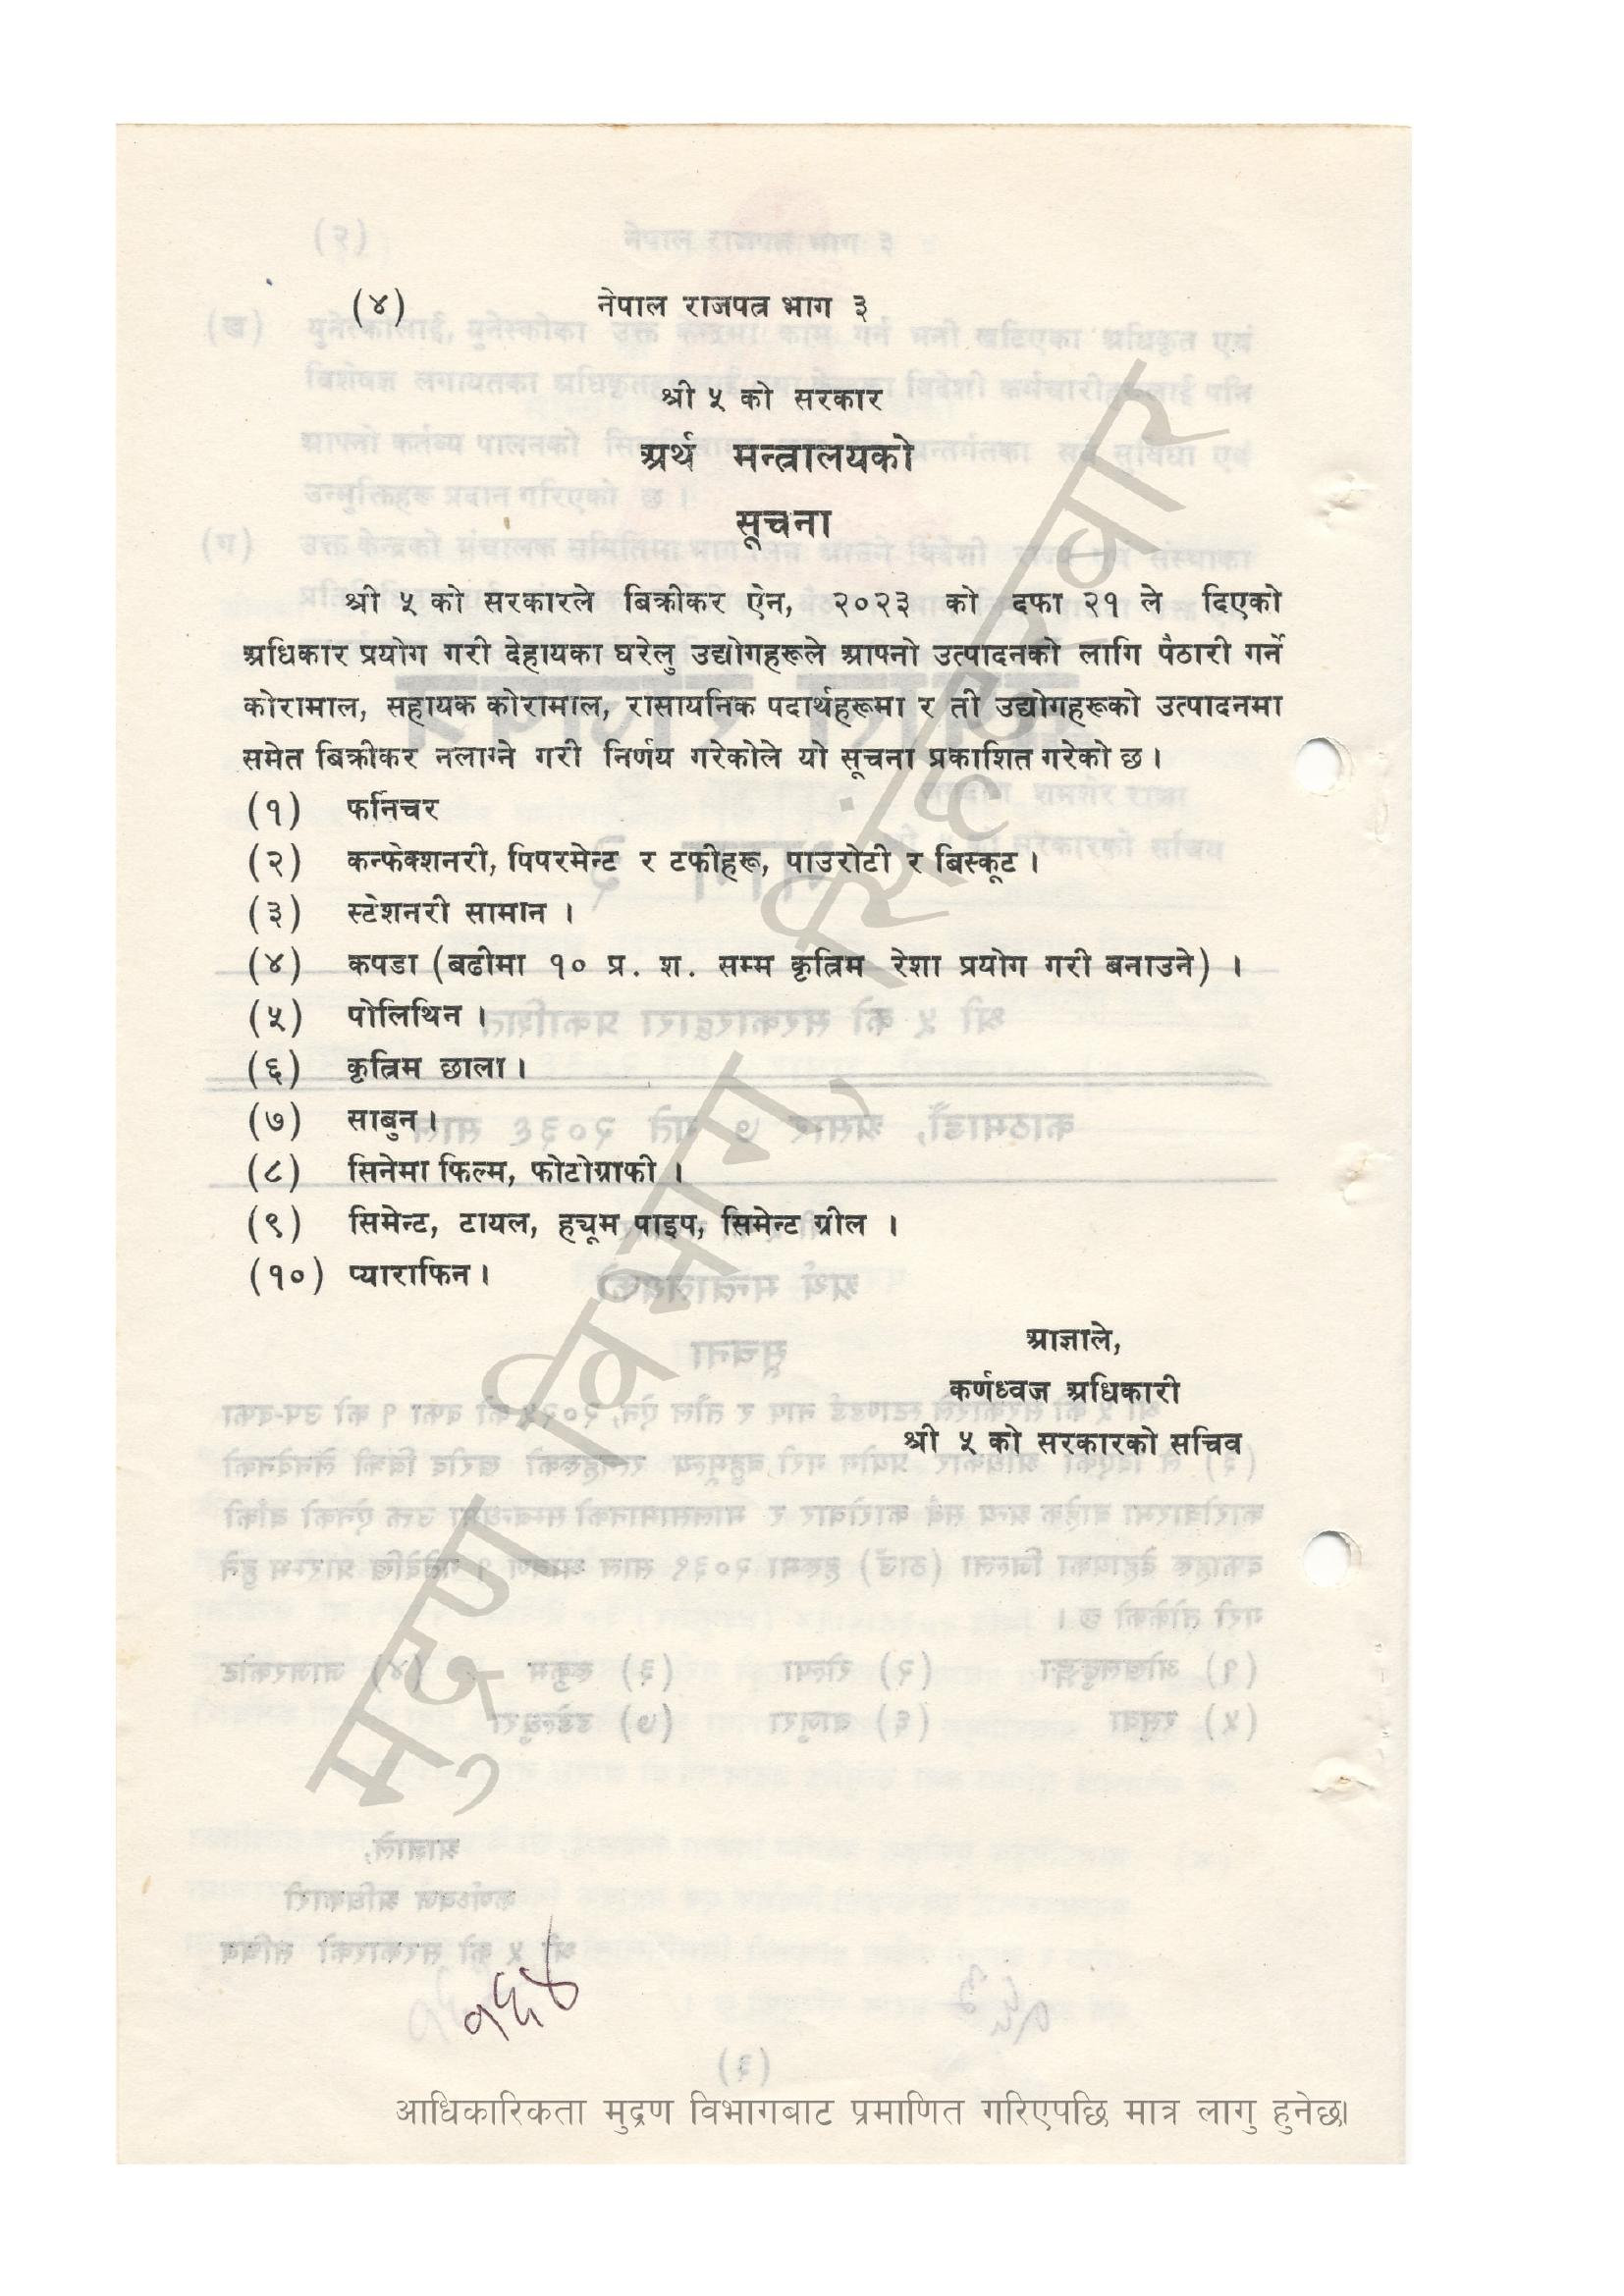 (४) नेपाल राजपत्र भाग ३
श्री ५ को सरकार
अर्थ मन्त्रालयको
सूचना
श्री ५ को सरकारले बिक्रीकर ऐन, २०२३ को दफा २१ ले दिएको
अधिकार प्रयोग गरी देहायका घरेलु उद्योगहरूले आफ्नो उत्पादनको लागि पैठारी गर्ने
कोरामाल, सहायक कोरामाल, रासायनिक पदार्थहरूमा र ती उद्योगहरूको उत्पादनमा
समेत बिक्रीकर नलाग्ने गरी निर्णय गरेकोले यो सूचना प्रकाशित गरेको छ।
(१) फर्निचर
(२) कन्फेक्शनरी, पिपरमेन्ट र टफीहरू, पाउरोटी र बिस्कूट।
(३) स्टेशनरी सामान।
(४) कपडा (बढीमा १० प्र. श. सम्म कृत्रिम रेशा प्रयोग गरी बनाउने)।
(५) पोलिथिन।
(६) कृत्रिम छाला।
(७) साबुन।
(८) सिनेमा फिल्म, फोटोग्राफी।
(९) सिमेन्ट, टायल, ह्यूम पाइप, सिमेन्ट ग्रील।
(१०) प्याराफिन।
आज्ञाले,
कर्णध्वज अधिकारी
श्री ५ को सरकारको सचिव
मुद्रण विभाग, सिंहदरवार
१६४
आधिकारिकता मुद्रण विभागबाट प्रमाणित गरिएपछि मात्र लागु हुनेछ।